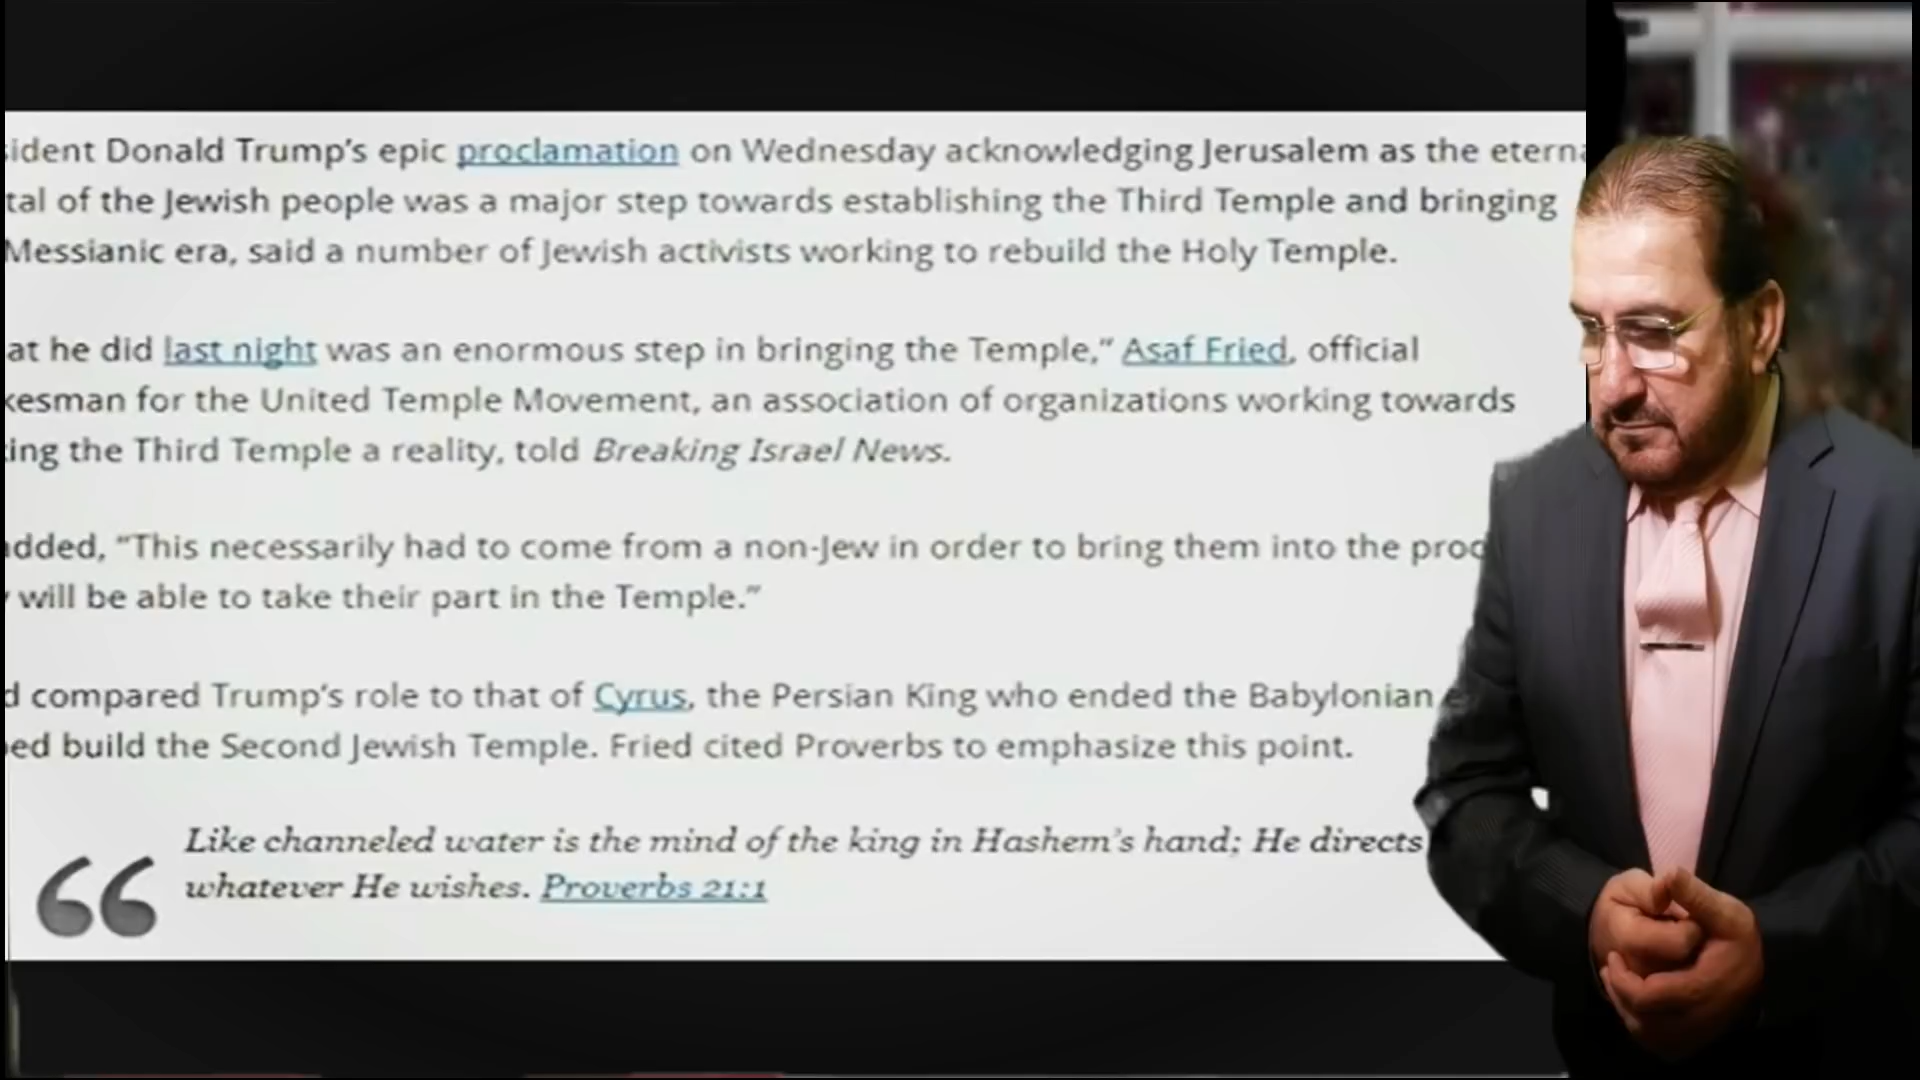 ident Donald Trump's epic proclamation on Wednesday acknowledging Jerusalem as the etern
tal of the Jewish people was a major step towards establishing the Third Temple and bringing
Messianic era, said a number of Jewish activists working to rebuild the Holy Temple.
at he did last night was an enormous step in bringing the Temple,” Asaf Fried, official
kesman for the United Temple Movement, an association of organizations working towards
ing the Third Temple a reality, told Breaking Israel News.
added, “This necessarily had to come from a non-Jew in order to bring them into the proc
will be able to take their part in the Temple.”
d compared Trump's role to that of Cyrus, the Persian King who ended the Babylonian
ed build the Second Jewish Temple. Fried cited Proverbs to emphasize this point.
“ Like channeled water is the mind of the king in Hashem's hand; He directs
whatever He wishes. Proverbs 21:1